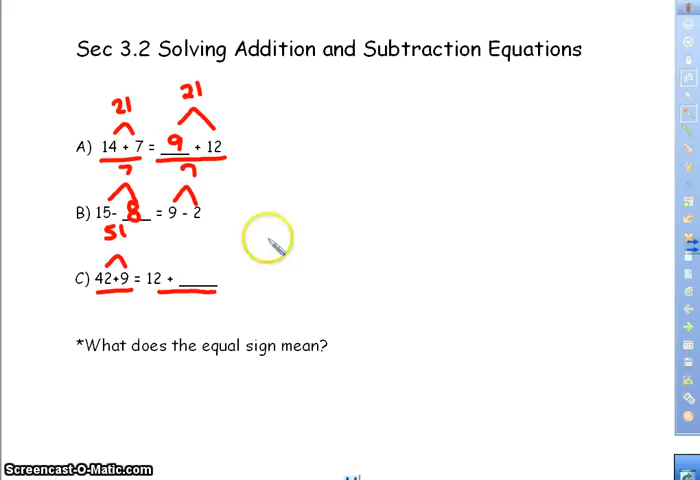 Sec 3.2 Solving Addition and Subtraction Equations
21 21
A) 14 + 7 = 9 + 12
7 7
B) 15- 8 = 9 - 2
51
C) 42+9 = 12 + ____
*What does the equal sign mean?
Screencast-O-Matic.com